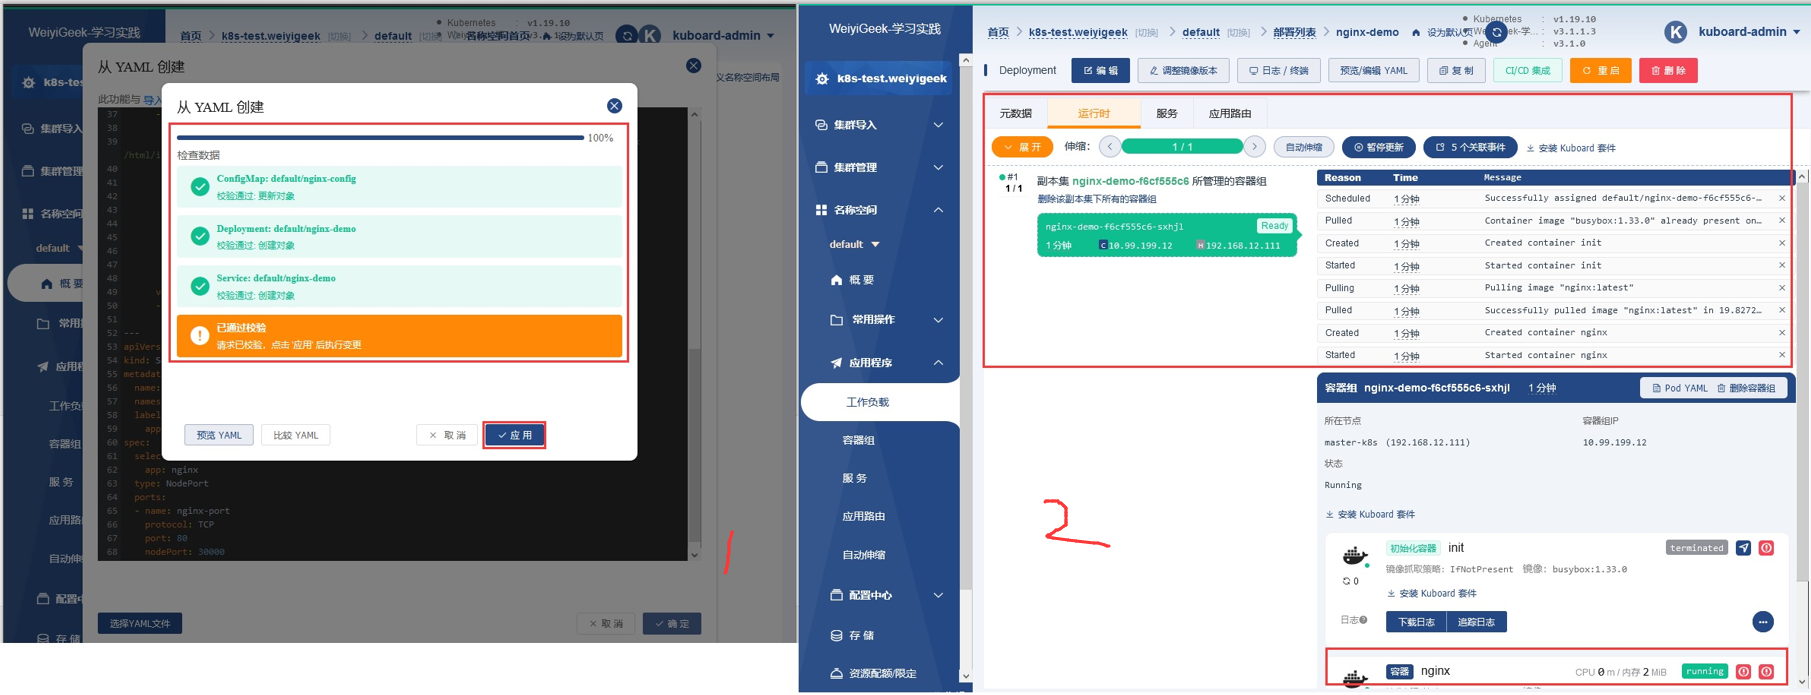 WeiyiGeek-学习实践
Kubernetes : v1.19.10
首页 > k8s-test.weiyigeek [切换] > default [切换] 名称空间首页 设为默认页
kuboard-admin
从 YAML 创建
此功能与 导入
义名称空间布局
k8s-tes
集群导入
集群管理
名称空间
default
概 要
常用
应用程序
工作负
容器组
服 务
应用路
自动伸
配置中
存 储
37
38
39
/html/i
40
41
42
43
44
45
46
47
48
49
50
51
52 ---
53 apiVers
54 kind: S
55 metadat
56 name:
57 names
58 label
59 app
60 spec:
61 selec
62 app: nginx
63 type: NodePort
64 ports:
65 - name: nginx-port
66 protocol: TCP
67 port: 80
68 nodePort: 30000
选择YAML文件
取 消
确 定
从 YAML 创建
100%
检查数据
ConfigMap: default/nginx-config
校验通过: 更新对象
Deployment: default/nginx-demo
校验通过: 创建对象
Service: default/nginx-demo
校验通过: 创建对象
已通过校验
请求已校验，点击 '应用' 后执行变更
预览 YAML
比较 YAML
取 消
应 用
1
WeiyiGeek-学习实践
k8s-test.weiyigeek
集群导入
集群管理
名称空间
default
概 要
常用操作
应用程序
工作负载
容器组
服 务
应用路由
自动伸缩
配置中心
存 储
资源配额/限定
首页 > k8s-test.weiyigeek [切换] > default [切换] > 部署列表 > nginx-demo 设为默认页
Kubernetes : v1.19.10
: v3.1.1.3
Agent : v3.1.0
K kuboard-admin
Deployment
编 辑
调整镜像版本
日志 / 终端
预览/编辑 YAML
复 制
CI/CD 集成
重 启
删 除
元数据
运行时
服务
应用路由
展 开
伸缩：
1 / 1
自动伸缩
暂停更新
5 个关联事件
安装 Kuboard 套件
#1
1 / 1
副本集 nginx-demo-f6cf555c6 所管理的容器组
删除该副本集下所有的容器组
nginx-demo-f6cf555c6-sxhjl
Ready
1 分钟 C 10.99.199.12 H 192.168.12.111
Reason Time Message
Scheduled 1 分钟 Successfully assigned default/nginx-demo-f6cf555c6-…
Pulled 1 分钟 Container image "busybox:1.33.0" already present on…
Created 1 分钟 Created container init
Started 1 分钟 Started container init
Pulling 1 分钟 Pulling image "nginx:latest"
Pulled 1 分钟 Successfully pulled image "nginx:latest" in 19.8272…
Created 1 分钟 Created container nginx
Started 1 分钟 Started container nginx
容器组 nginx-demo-f6cf555c6-sxhjl 1 分钟
Pod YAML
删除容器组
所在节点 容器组IP
master-k8s (192.168.12.111) 10.99.199.12
状态
Running
安装 Kuboard 套件
初始化容器 init
terminated
镜像抓取策略: IfNotPresent 镜像: busybox:1.33.0
0
安装 Kuboard 套件
日志
下载日志
追踪日志
容器 nginx
CPU 0 m / 内存 2 MiB
running
2